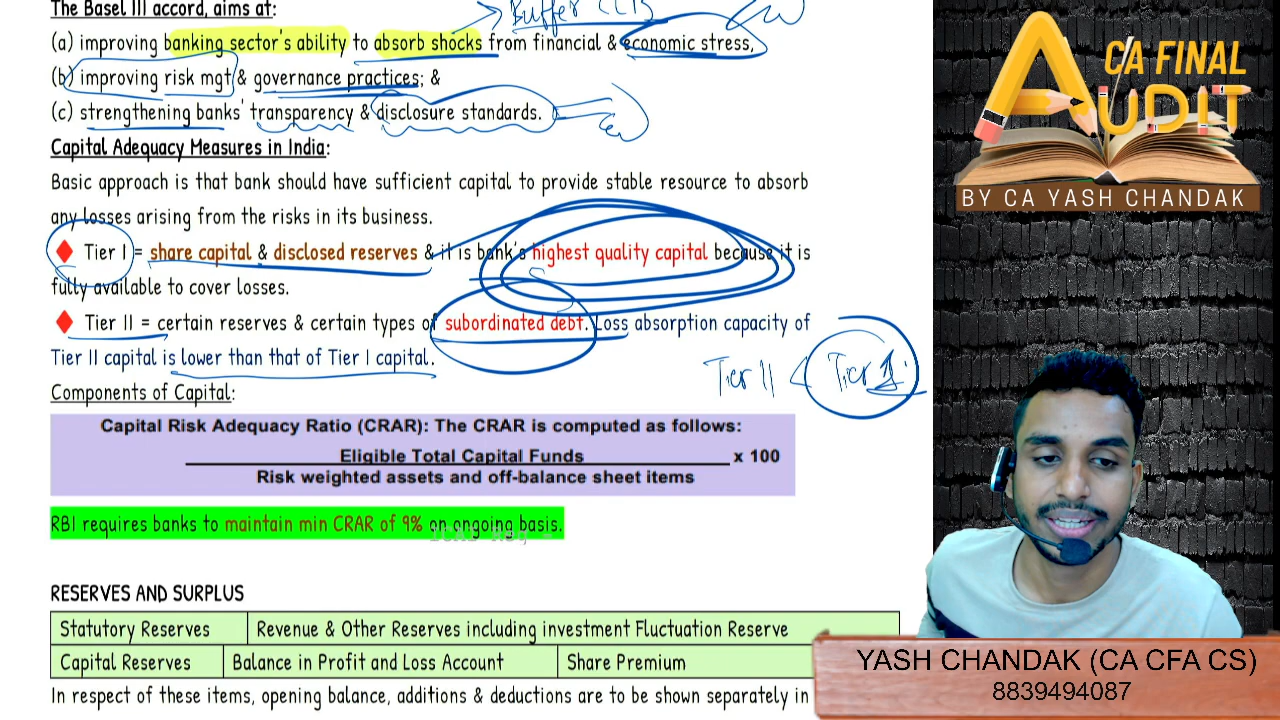 The Basel III accord, aims at:
Buffer
(a) improving banking sector's ability to absorb shocks from financial & economic stress,
(b) improving risk mgt & governance practices; &
(c) strengthening banks' transparency & disclosure standards.
Capital Adequacy Measures in India:
Basic approach is that bank should have sufficient capital to provide stable resource to absorb
any losses arising from the risks in its business.
Tier I = share capital & disclosed reserves & it is bank's highest quality capital because it is
fully available to cover losses.
Tier II = certain reserves & certain types of subordinated debt. Loss absorption capacity of
Tier II capital is lower than that of Tier I capital.
Tier II < Tier 1
Components of Capital:
Capital Risk Adequacy Ratio (CRAR): The CRAR is computed as follows:
Eligible Total Capital Funds x 100
Risk weighted assets and off-balance sheet items
RBI requires banks to maintain min CRAR of 9% on ongoing basis.
RESERVES AND SURPLUS
Statutory Reserves Revenue & Other Reserves including investment Fluctuation Reserve
Capital Reserves Balance in Profit and Loss Account Share Premium
In respect of these items, opening balance, additions & deductions are to be shown separately in
CA FINAL
AUDIT
BY CA YASH CHANDAK
YASH CHANDAK (CA CFA CS)
8839494087